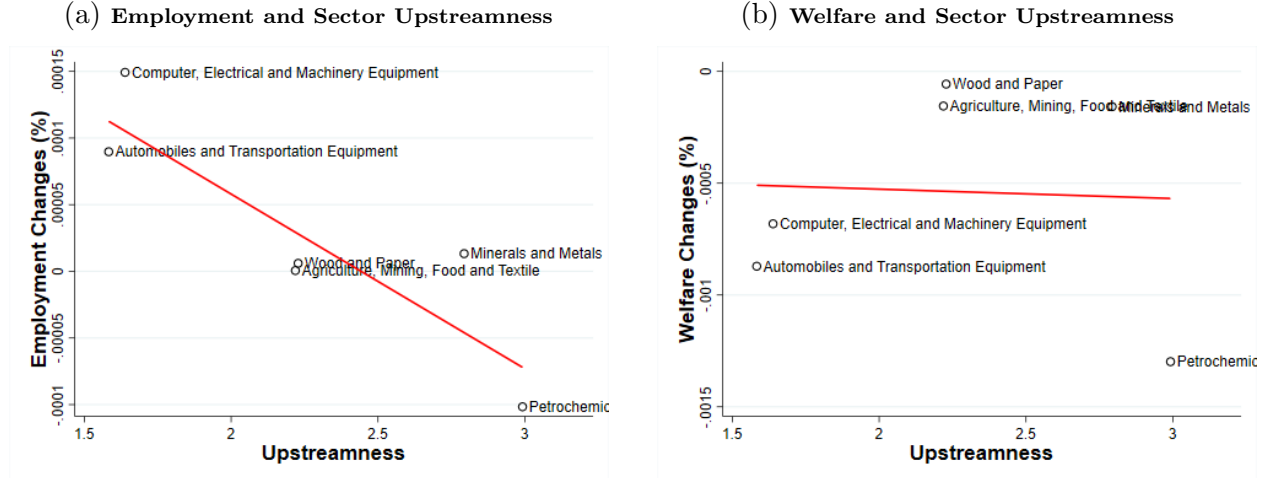 (a) Employment and Sector Upstreamness
Employment Changes (%)
.00015
.0001
.00005
0
-.00005
-.0001
Computer, Electrical and Machinery Equipment
Automobiles and Transportation Equipment
Minerals and Metals
Wood and Paper
Agriculture, Mining, Food and Textile
Petrochemic
1.5 2 2.5 3
Upstreamness
(b) Welfare and Sector Upstreamness
Welfare Changes (%)
0
-.0005
-.001
-.0015
Wood and Paper
Agriculture, Mining, Food and Textile
Minerals and Metals
Computer, Electrical and Machinery Equipment
Automobiles and Transportation Equipment
Petrochemic
1.5 2 2.5 3
Upstreamness